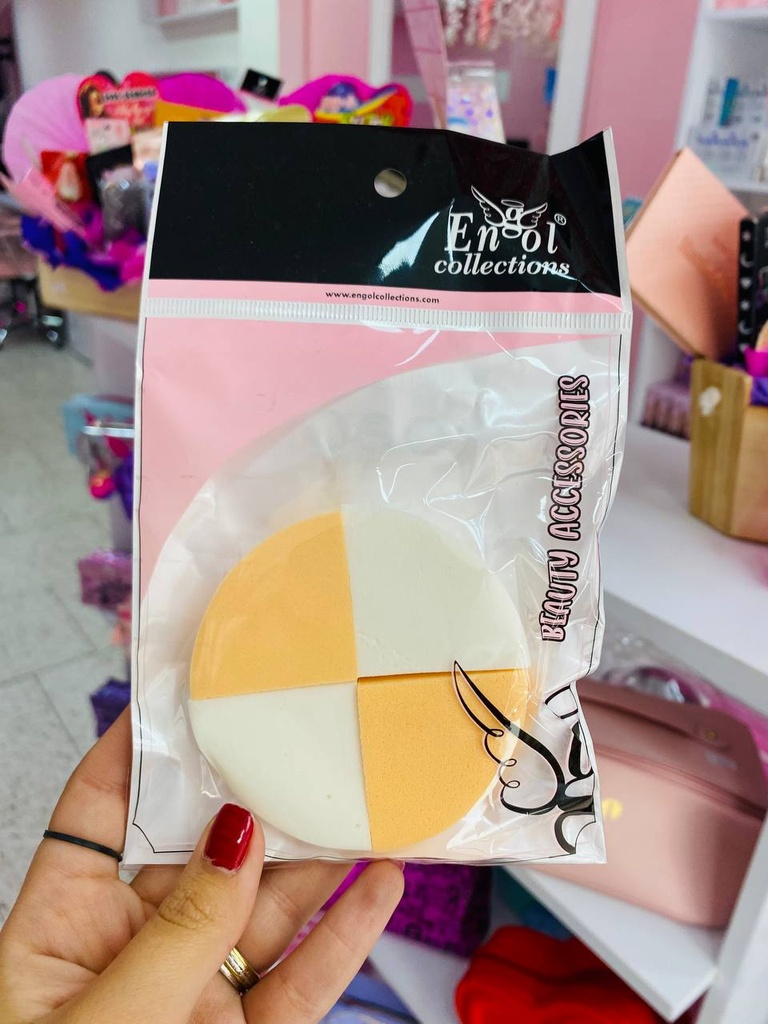 Engol®
collections
www.engolcollections.com
BEAUTY ACCESSORIES